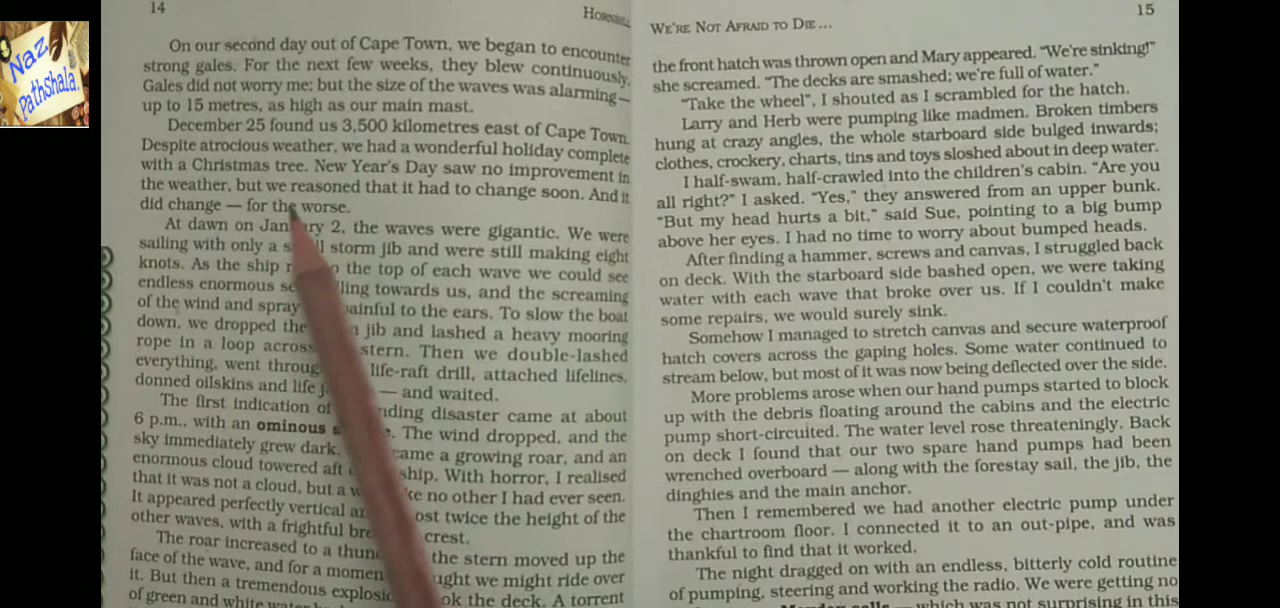 Naz
Pathshala.
14
HORNBILL
On our second day out of Cape Town, we began to encounter
strong gales. For the next few weeks, they blew continuously.
Gales did not worry me; but the size of the waves was alarming—
up to 15 metres, as high as our main mast.
December 25 found us 3,500 kilometres east of Cape Town.
Despite atrocious weather, we had a wonderful holiday complete
with a Christmas tree. New Year's Day saw no improvement in
the weather, but we reasoned that it had to change soon. And it
did change — for the worse.
At dawn on January 2, the waves were gigantic. We were
sailing with only a small storm jib and were still making eight
knots. As the ship to the top of each wave we could see
endless enormous rolling towards us, and the screaming
of the wind and spray painful to the ears. To slow the boat
down, we dropped the jib and lashed a heavy mooring
rope in a loop across stern. Then we double-lashed
everything, went through life-raft drill, attached lifelines,
donned oilskins and life — and waited.
The first indication of disaster came at about
6 p.m., with an ominous The wind dropped, and the
sky immediately grew dark. came a growing roar, and an
enormous cloud towered aft ship. With horror, I realised
that it was not a cloud, but a like no other I had ever seen.
It appeared perfectly vertical almost twice the height of the
other waves, with a frightful crest.
The roar increased to a the stern moved up the
face of the wave, and for a moment thought we might ride over
it. But then a tremendous the deck. A torrent
of green and white water
WE'RE NOT AFRAID TO DIE...
15
the front hatch was thrown open and Mary appeared. "We're sinking!"
she screamed. "The decks are smashed; we're full of water."
"Take the wheel", I shouted as I scrambled for the hatch.
Larry and Herb were pumping like madmen. Broken timbers
hung at crazy angles, the whole starboard side bulged inwards;
clothes, crockery, charts, tins and toys sloshed about in deep water.
I half-swam, half-crawled into the children's cabin. "Are you
all right?" I asked. "Yes," they answered from an upper bunk.
"But my head hurts a bit," said Sue, pointing to a big bump
above her eyes. I had no time to worry about bumped heads.
After finding a hammer, screws and canvas, I struggled back
on deck. With the starboard side bashed open, we were taking
water with each wave that broke over us. If I couldn't make
some repairs, we would surely sink.
Somehow I managed to stretch canvas and secure waterproof
hatch covers across the gaping holes. Some water continued to
stream below, but most of it was now being deflected over the side.
More problems arose when our hand pumps started to block
up with the debris floating around the cabins and the electric
pump short-circuited. The water level rose threateningly. Back
on deck I found that our two spare hand pumps had been
wrenched overboard — along with the forestay sail, the jib, the
dinghies and the main anchor.
Then I remembered we had another electric pump under
the chartroom floor. I connected it to an out-pipe, and was
thankful to find that it worked.
The night dragged on with an endless, bitterly cold routine
of pumping, steering and working the radio. We were getting no
— which was not surprising in this